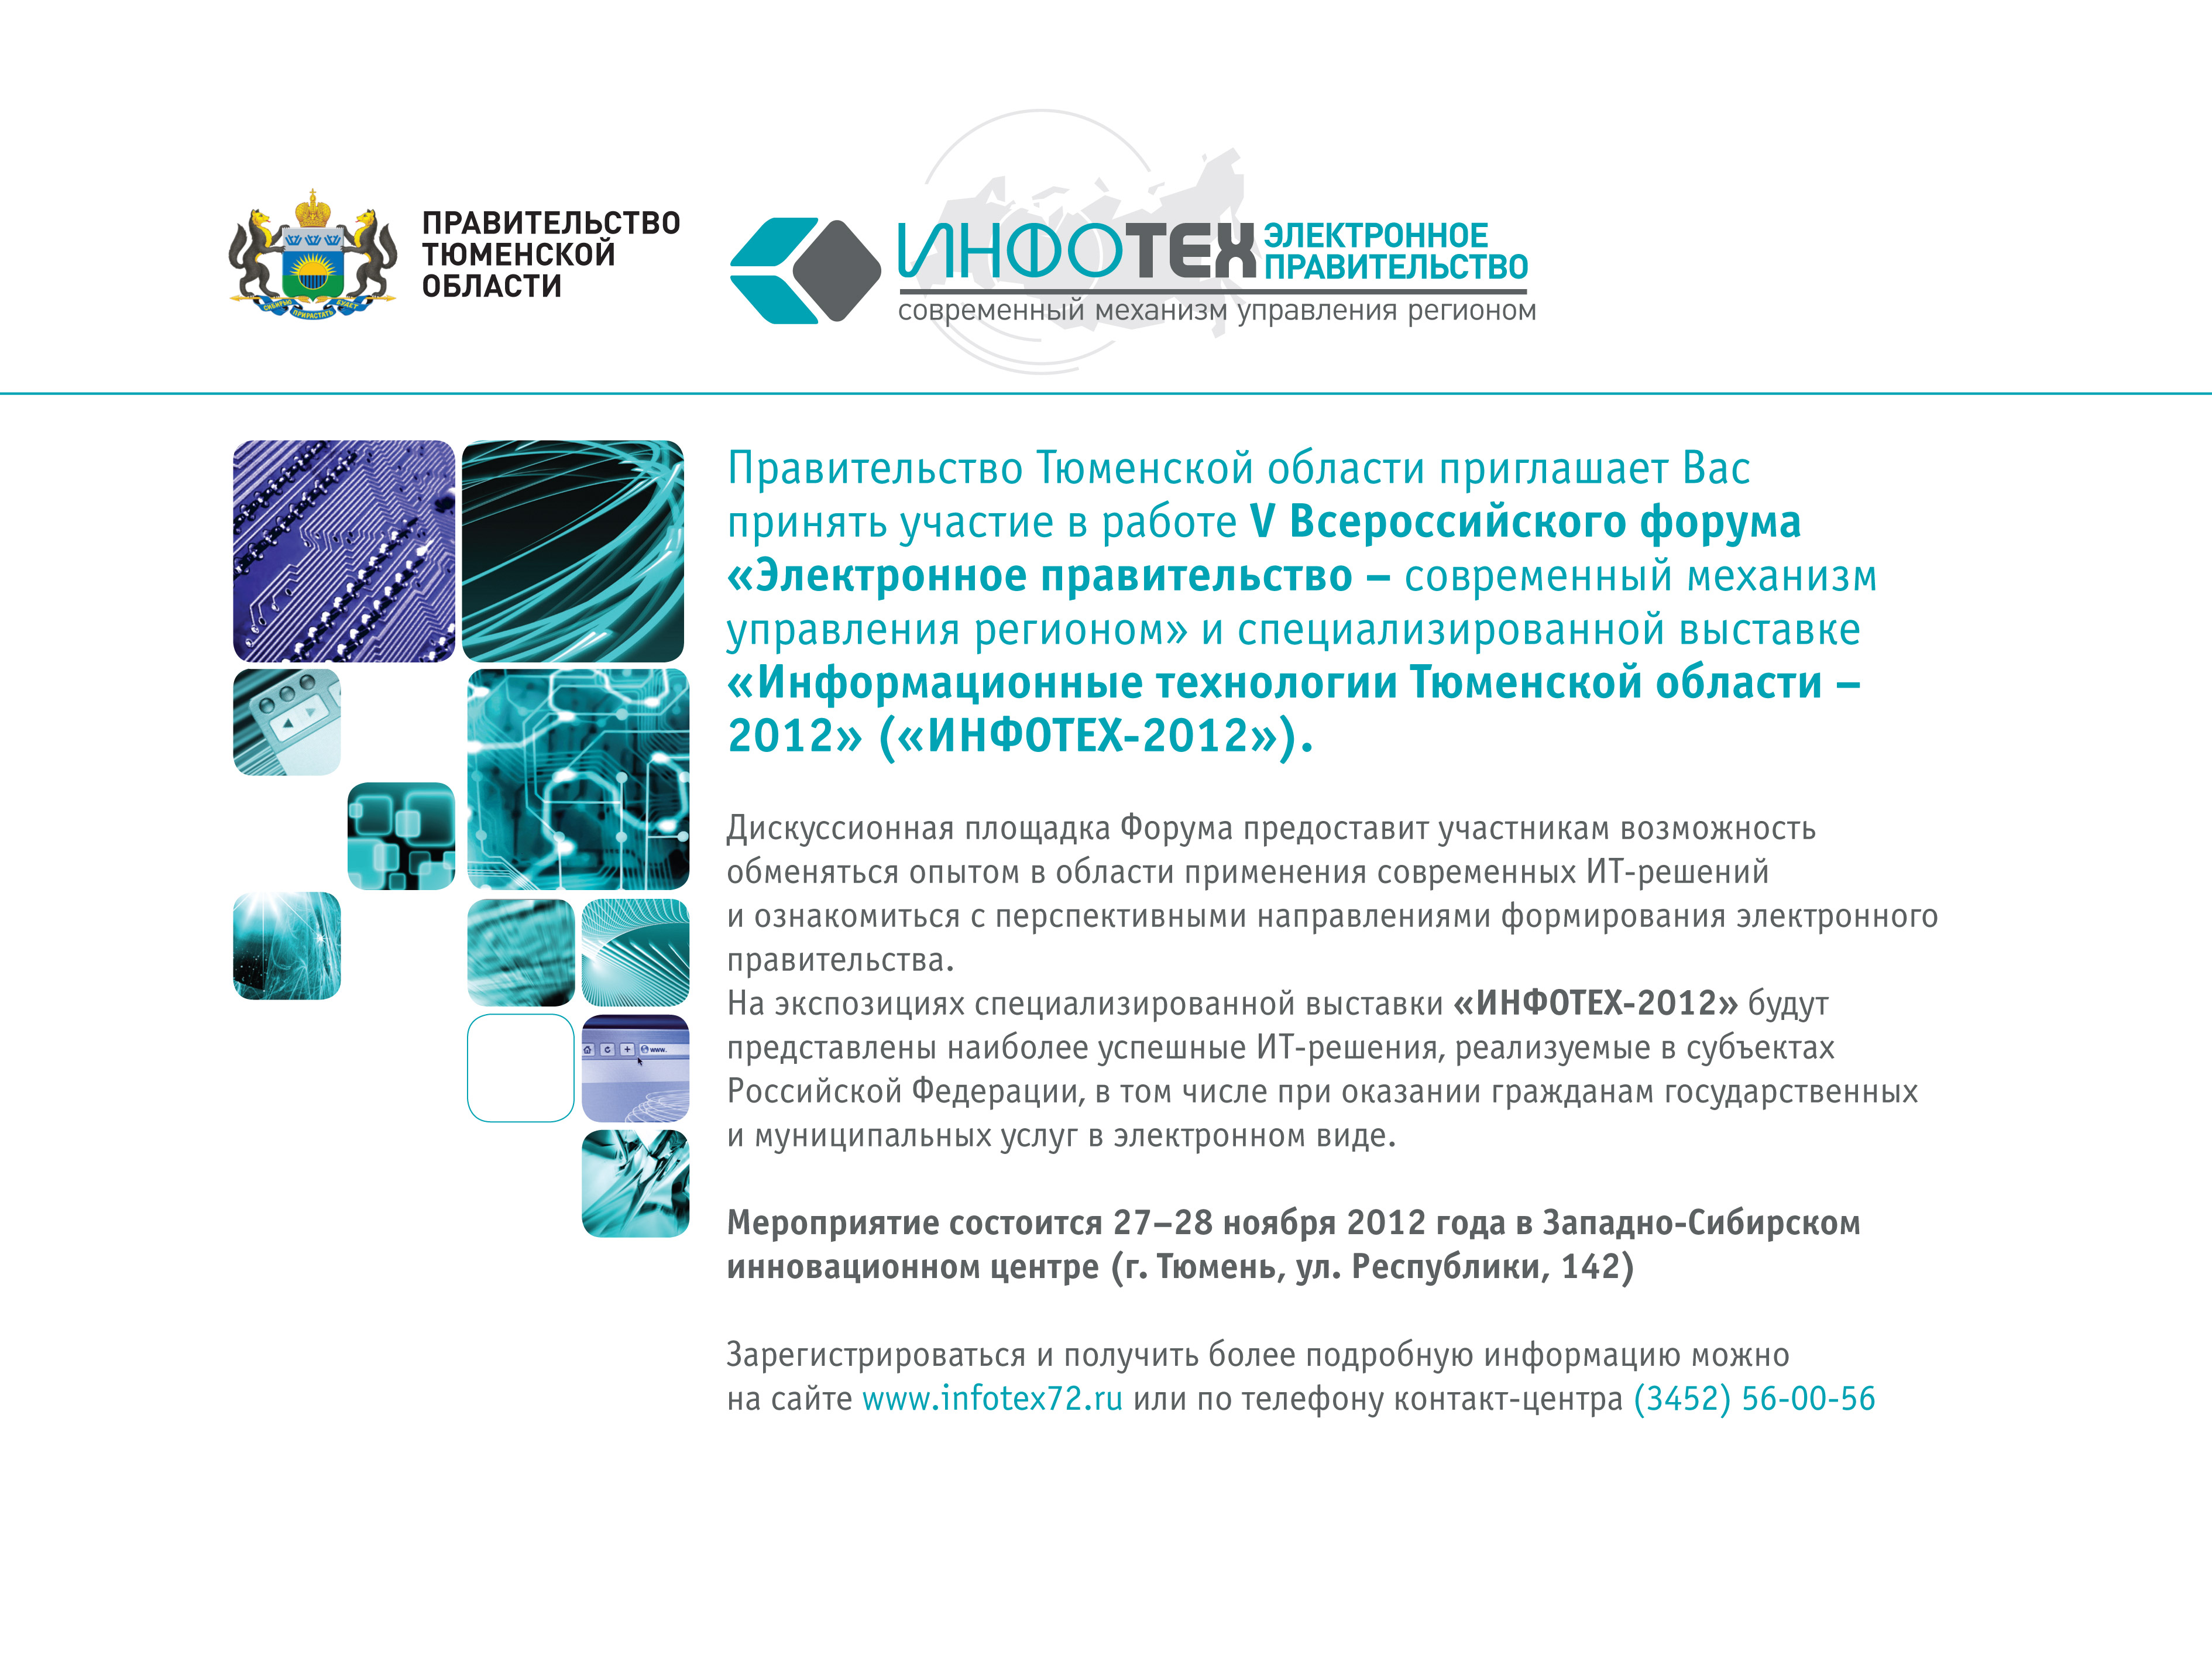 ПРАВИТЕЛЬСТВО
ТЮМЕНСКОЙ
ОБЛАСТИ
СИБИРЬЮ
ПРИРАСТАТЬ
БУДЕТ
ИНФОТЕХ
ЭЛЕКТРОННОЕ
ПРАВИТЕЛЬСТВО
современный механизм управления регионом
Правительство Тюменской области приглашает Вас
принять участие в работе V Всероссийского форума
«Электронное правительство – современный механизм
управления регионом» и специализированной выставке
«Информационные технологии Тюменской области –
2012» («ИНФОТЕХ-2012»).
Дискуссионная площадка Форума предоставит участникам возможность
обменяться опытом в области применения современных ИТ-решений
и ознакомиться с перспективными направлениями формирования электронного
правительства.
На экспозициях специализированной выставки «ИНФОТЕХ-2012» будут
представлены наиболее успешные ИТ-решения, реализуемые в субъектах
Российской Федерации, в том числе при оказании гражданам государственных
и муниципальных услуг в электронном виде.
www.
Мероприятие состоится 27–28 ноября 2012 года в Западно-Сибирском
инновационном центре (г. Тюмень, ул. Республики, 142)
Зарегистрироваться и получить более подробную информацию можно
на сайте www.infotex72.ru или по телефону контакт-центра (3452) 56-00-56